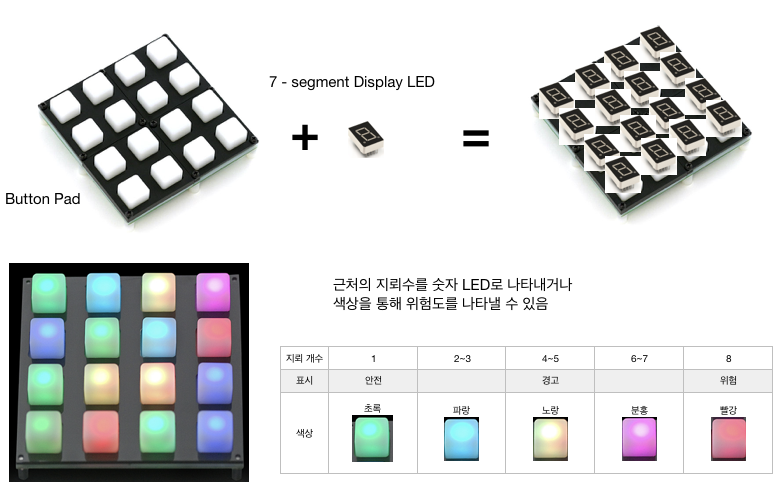 7 - segment Display LED
+
=
Button Pad
근처의 지뢰수를 숫자 LED로 나타내거나
색상을 통해 위험도를 나타낼 수 있음
지뢰 개수 1 2~3 4~5 6~7 8
표시 안전 경고 위험
색상 초록 파랑 노랑 분홍 빨강